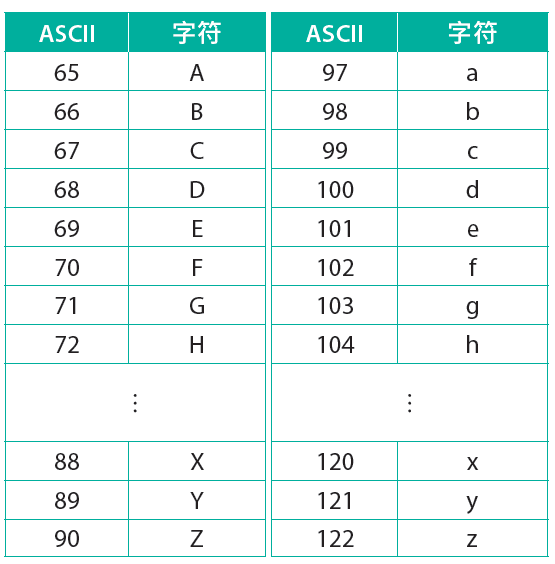 ASCII 字符 ASCII 字符
65 A 97 a
66 B 98 b
67 C 99 c
68 D 100 d
69 E 101 e
70 F 102 f
71 G 103 g
72 H 104 h
⋮ ⋮
88 X 120 x
89 Y 121 y
90 Z 122 z